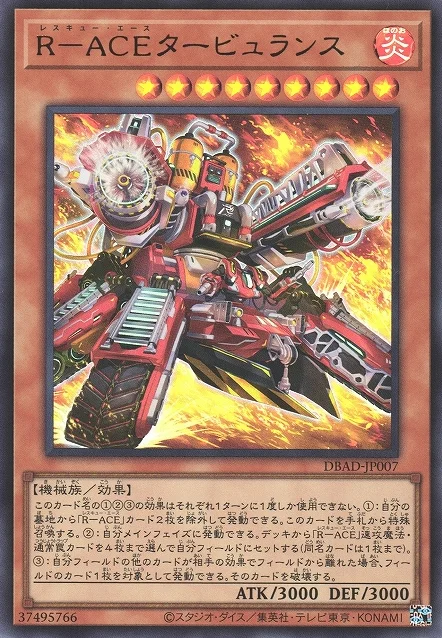 レスキュー・エース
R－ACEタービュランス
ほのお
炎
DBAD-JP007
【機械族／効果】
このカード名の①②③の効果はそれぞれ1ターンに1度しか使用できない。①：自分の
墓地から「R－ACE」カード2枚を除外して発動できる。このカードを手札から特殊
召喚する。②：自分メインフェイズに発動できる。デッキから「R－ACE」速攻魔法・
通常罠カードを4枚まで選んで自分フィールドにセットする（同名カードは1枚まで）。
③：自分フィールドの他のカードが相手の効果でフィールドから離れた場合、フィ
ールドのカード1枚を対象として発動できる。そのカードを破壊する。
ATK/3000 DEF/3000
37495766 ©スタジオ・ダイス／集英社・テレビ東京・KONAMI